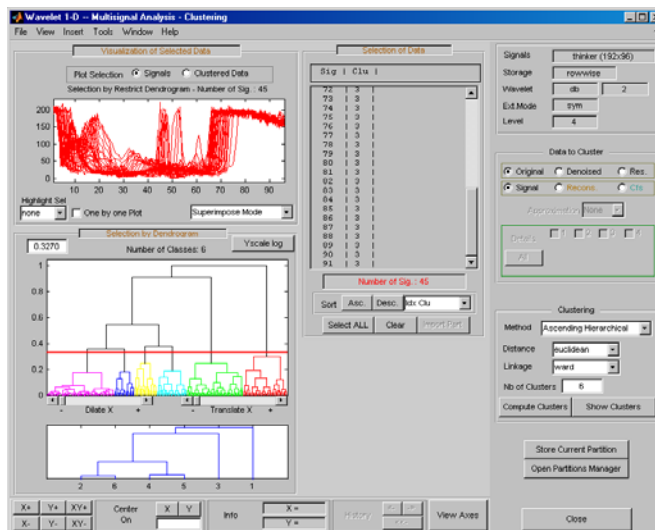 Wavelet 1-D -- Multisignal Analysis - Clustering
File View Insert Tools Window Help
Visualization of Selected Data
Plot Selection Signals Clustered Data
Selection by Restrict Dendrogram - Number of Sig. : 45
200
150
100
50
0
10 20 30 40 50 60 70 80 90
Highlight Sel
none One by one Plot Superimpose Mode
Selection by Dendrogram
0.3270 Number of Classes: 6 Yscale log
1
0.8
0.6
0.4
0.2
0
- Dilate X + - Translate X +
2 6 4 5 3 1
Selection of Data
Sig | Clu |
72 | 3 |
73 | 3 |
74 | 3 |
75 | 3 |
76 | 3 |
77 | 3 |
78 | 3 |
79 | 3 |
80 | 3 |
81 | 3 |
82 | 3 |
83 | 3 |
84 | 3 |
85 | 3 |
86 | 3 |
87 | 3 |
88 | 3 |
89 | 3 |
90 | 3 |
91 | 3 |
Number of Sig. : 45
Sort Asc. Desc. Idx Clu
Select ALL Clear Import Part
Signals thinker (192x96)
Storage rowwise
Wavelet db 2
Ext.Mode sym
Level 4
Data to Cluster
Original Denoised Res.
Signal Recons. Cfs
Approximation None
Details 1 2 3 4
All
Clustering
Method Ascending Hierarchical
Distance euclidean
Linkage ward
Nb of Clusters 6
Compute Clusters Show Clusters
Store Current Partition
Open Partitions Manager
Close
X+ Y+ XY+
X- Y- XY-
Center On X Y
Info X =
Y =
History
View Axes